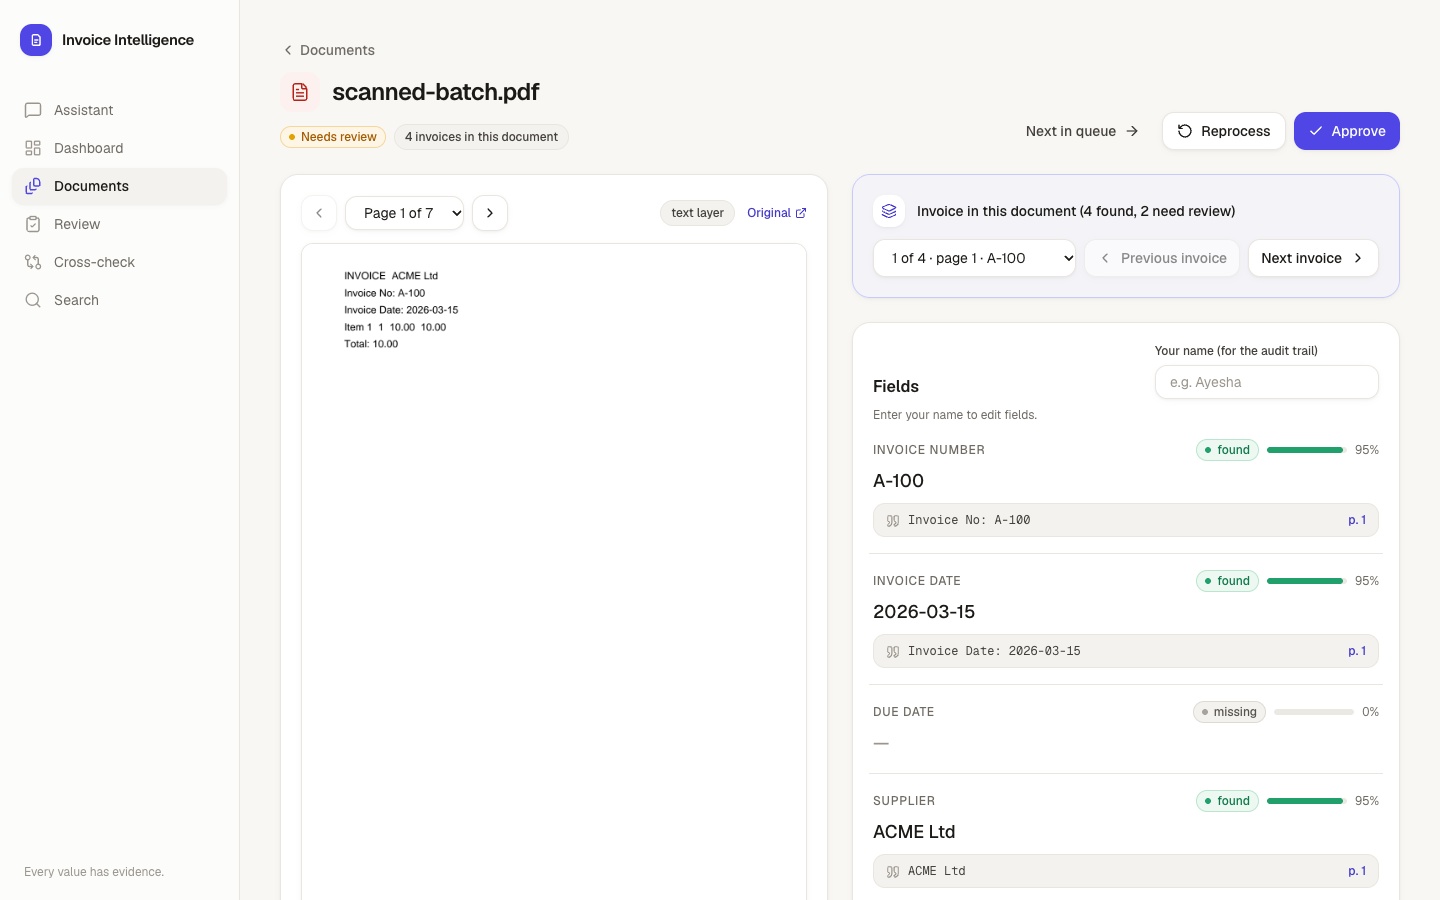 Invoice Intelligence
Assistant
Dashboard
Documents
Review
Cross-check
Search
Every value has evidence.
Documents
scanned-batch.pdf
Needs review
4 invoices in this document
Next in queue
Reprocess
Approve
Page 1 of 7
text layer
Original
INVOICE ACME Ltd
Invoice No: A-100
Invoice Date: 2026-03-15
Item 1 1 10.00 10.00
Total: 10.00
Invoice in this document (4 found, 2 need review)
1 of 4 · page 1 · A-100
Previous invoice
Next invoice
Your name (for the audit trail)
Fields
e.g. Ayesha
Enter your name to edit fields.
INVOICE NUMBER
found
95%
A-100
Invoice No: A-100
p. 1
INVOICE DATE
found
95%
2026-03-15
Invoice Date: 2026-03-15
p. 1
DUE DATE
missing
0%
—
SUPPLIER
found
95%
ACME Ltd
ACME Ltd
p. 1